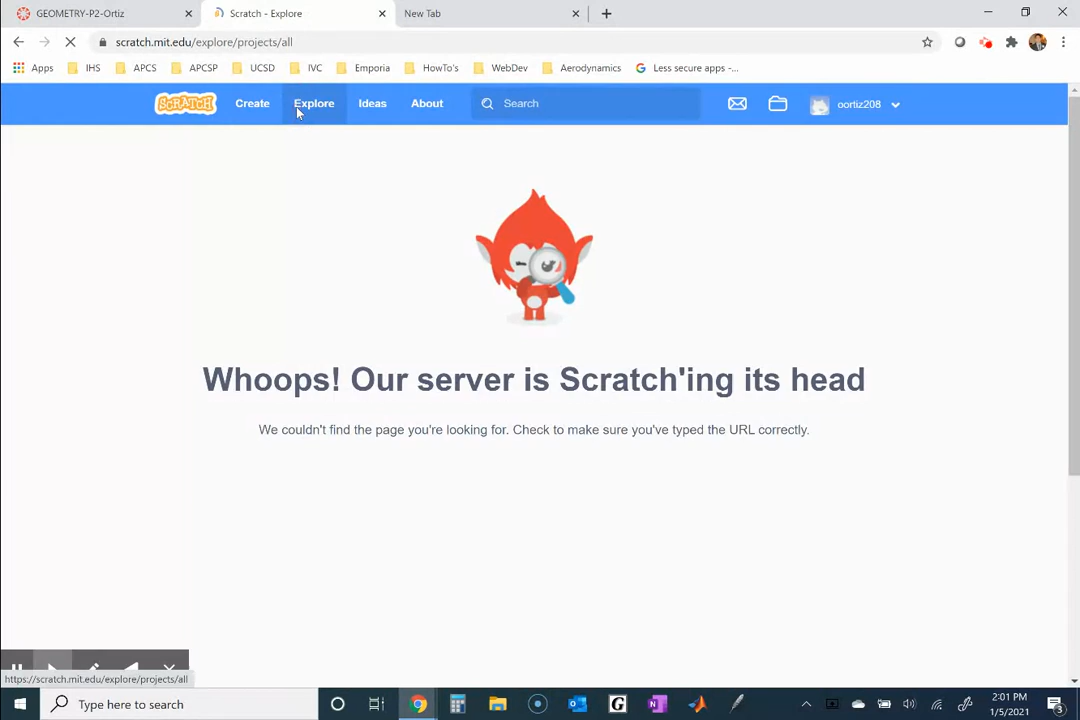 GEOMETRY-P2-Ortiz
Scratch - Explore
New Tab
scratch.mit.edu/explore/projects/all
Apps IHS APCS APCSP UCSD IVC Emporia HowTo's WebDev Aerodynamics Less secure apps -...
SCRATCH Create Explore Ideas About Search oortiz208
Whoops! Our server is Scratch'ing its head
We couldn't find the page you're looking for. Check to make sure you've typed the URL correctly.
https://scratch.mit.edu/explore/projects/all
Type here to search
2:01 PM
1/5/2021
3